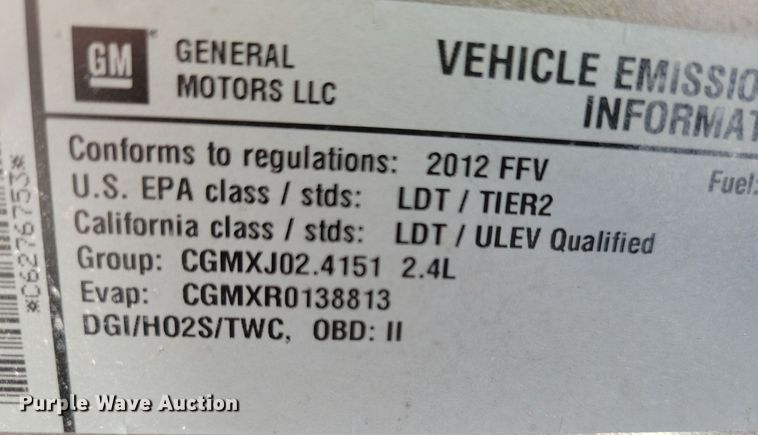 GM
GENERAL
MOTORS LLC
VEHICLE EMISSIO
INFORMAT
Conforms to regulations: 2012 FFV
Fuel:
U.S. EPA class / stds: LDT / TIER2
California class / stds: LDT / ULEV Qualified
Group: CGMXJ02.4151 2.4L
Evap: CGMXR0138813
DGI/HO2S/TWC, OBD: II
*C6276753*
Purple Wave Auction